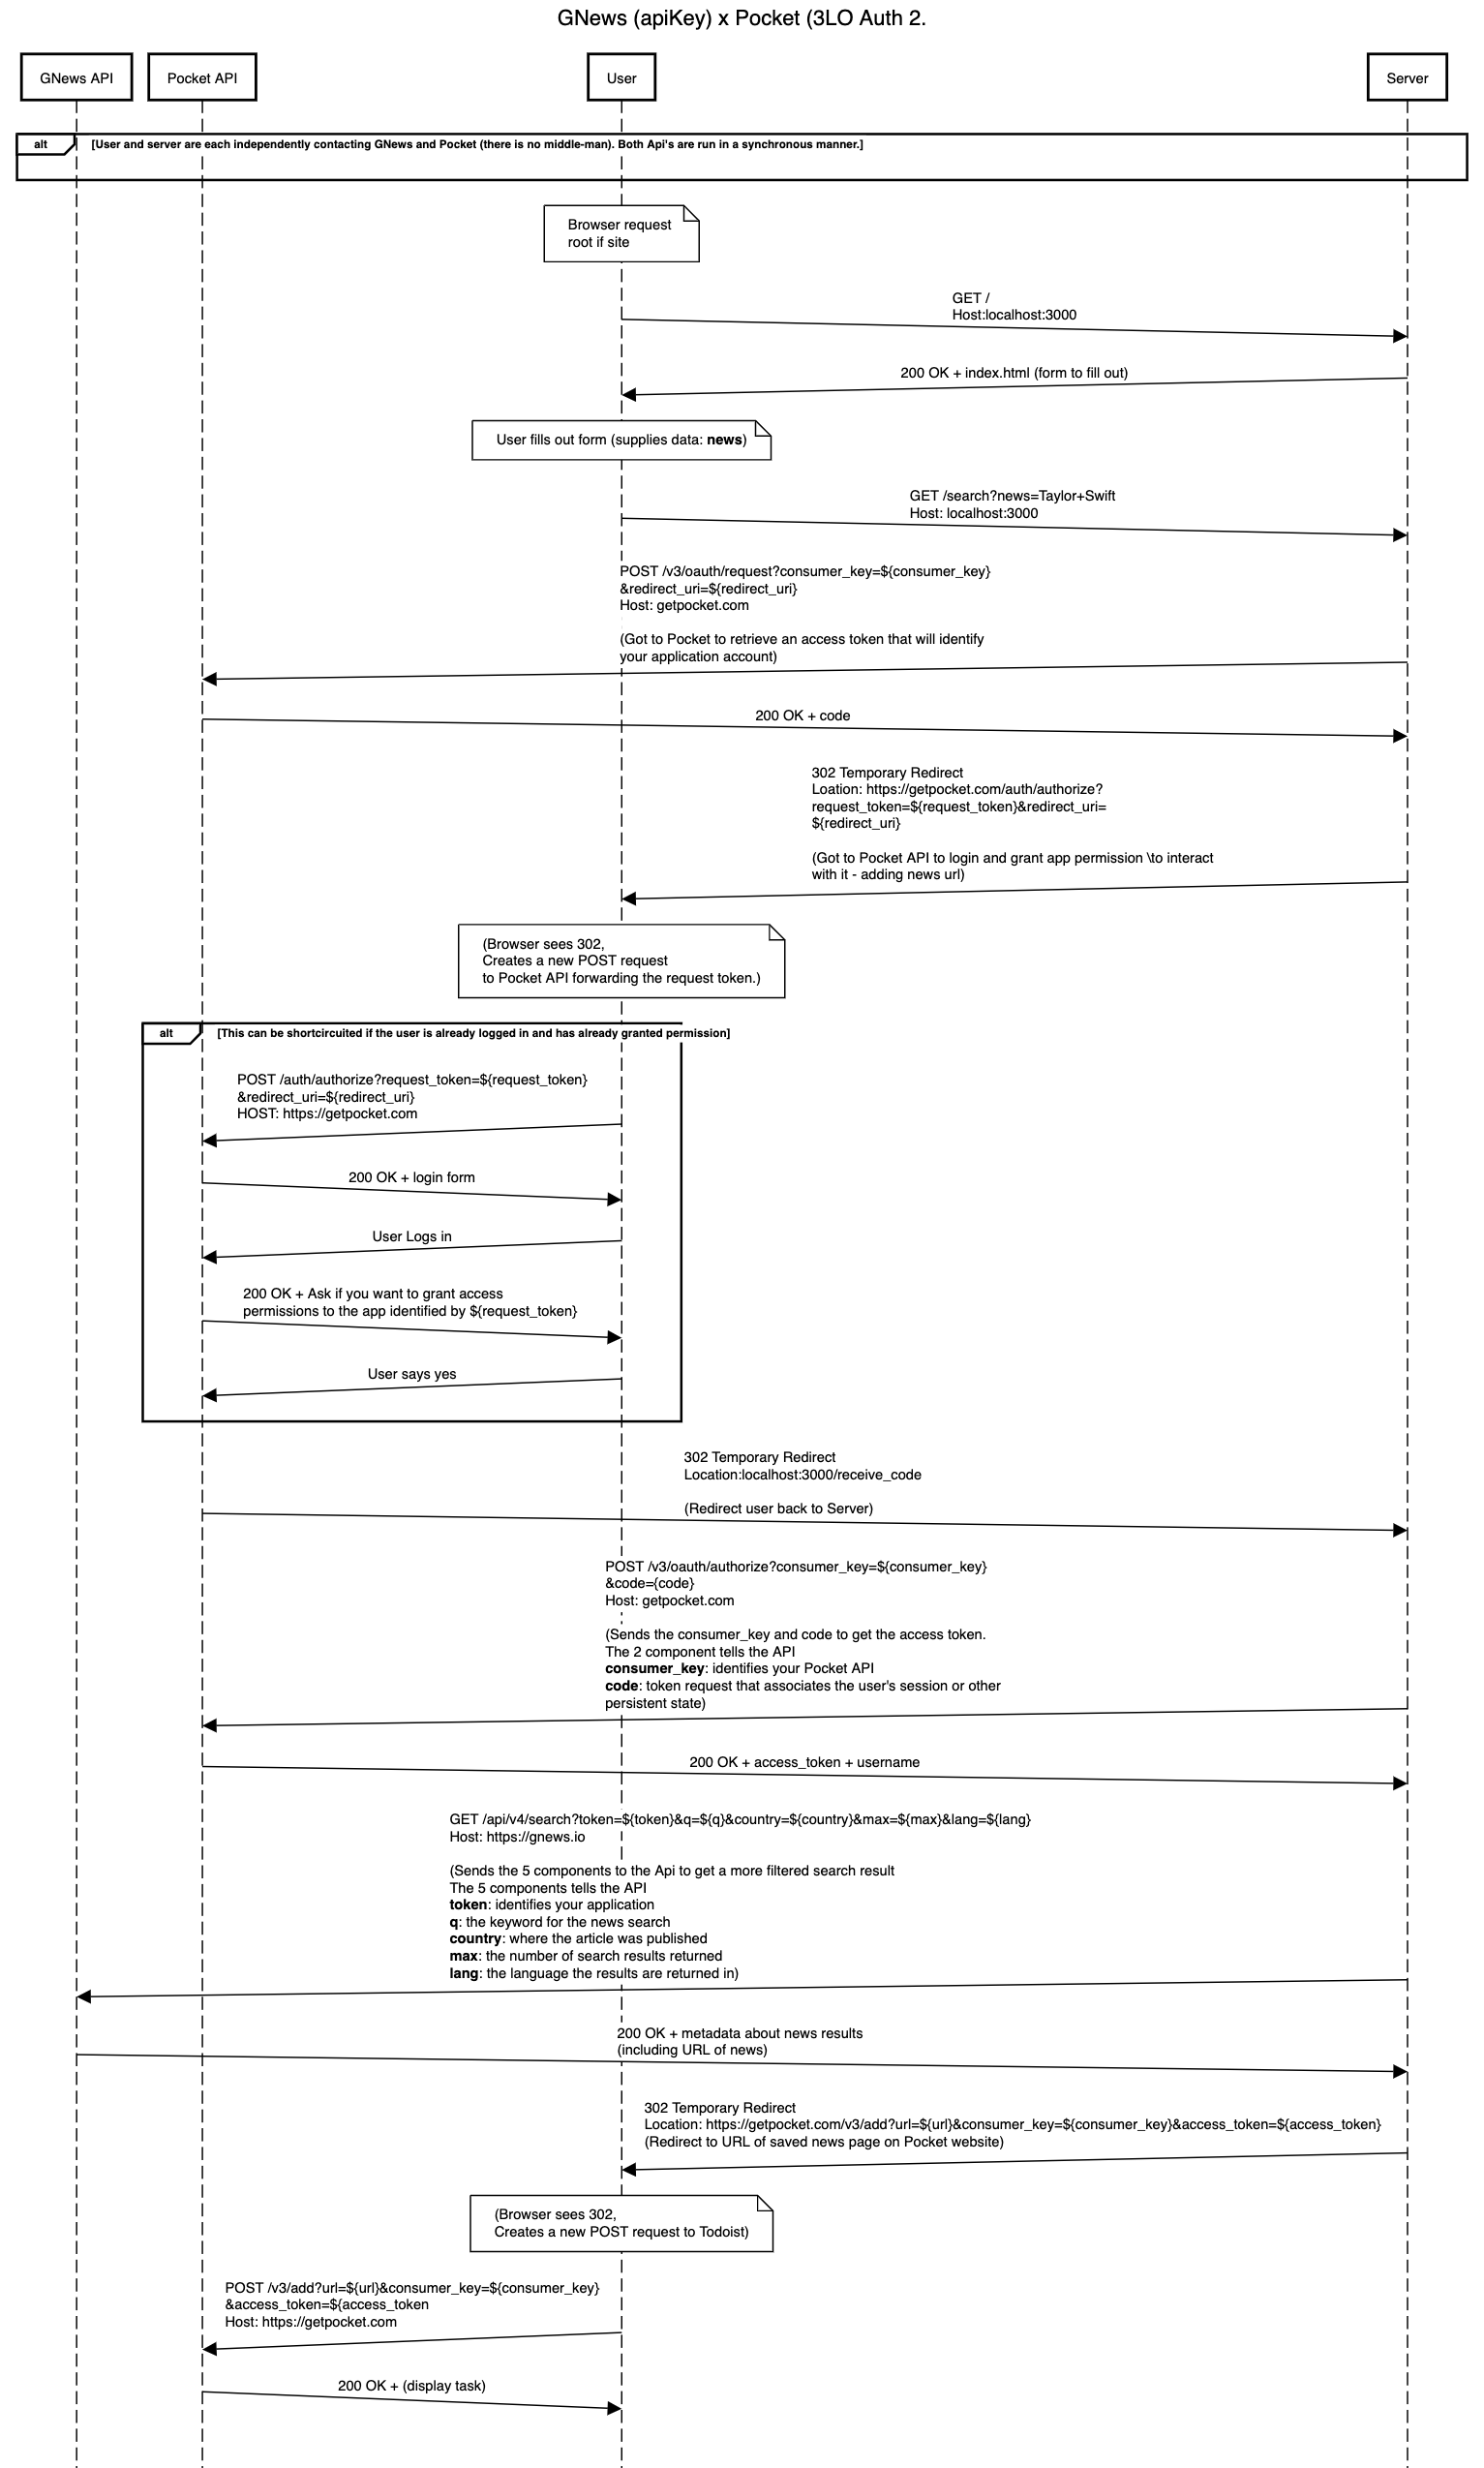 GNews (apiKey) x Pocket (3LO Auth 2.
GNews API
Pocket API
User
Server
alt
[User and server are each independently contacting GNews and Pocket (there is no middle-man). Both Api's are run in a synchronous manner.]
Browser request
root if site
GET /
Host:localhost:3000
200 OK + index.html (form to fill out)
User fills out form (supplies data: news)
GET /search?news=Taylor+Swift
Host: localhost:3000
POST /v3/oauth/request?consumer_key=${consumer_key}
&redirect_uri=${redirect_uri}
Host: getpocket.com
(Got to Pocket to retrieve an access token that will identify
your application account)
200 OK + code
302 Temporary Redirect
Loation: https://getpocket.com/auth/authorize?
request_token=${request_token}&redirect_uri=
${redirect_uri}
(Got to Pocket API to login and grant app permission \to interact
with it - adding news url)
(Browser sees 302,
Creates a new POST request
to Pocket API forwarding the request token.)
alt
[This can be shortcircuited if the user is already logged in and has already granted permission]
POST /auth/authorize?request_token=${request_token}
&redirect_uri=${redirect_uri}
HOST: https://getpocket.com
200 OK + login form
User Logs in
200 OK + Ask if you want to grant access
permissions to the app identified by ${request_token}
User says yes
302 Temporary Redirect
Location:localhost:3000/receive_code
(Redirect user back to Server)
POST /v3/oauth/authorize?consumer_key=${consumer_key}
&code={code}
Host: getpocket.com
(Sends the consumer_key and code to get the access token.
The 2 component tells the API
consumer_key: identifies your Pocket API
code: token request that associates the user's session or other
persistent state)
200 OK + access_token + username
GET /api/v4/search?token=${token}&q=${q}&country=${country}&max=${max}&lang=${lang}
Host: https://gnews.io
(Sends the 5 components to the Api to get a more filtered search result
The 5 components tells the API
token: identifies your application
q: the keyword for the news search
country: where the article was published
max: the number of search results returned
lang: the language the results are returned in)
200 OK + metadata about news results
(including URL of news)
302 Temporary Redirect
Location: https://getpocket.com/v3/add?url=${url}&consumer_key=${consumer_key}&access_token=${access_token}
(Redirect to URL of saved news page on Pocket website)
(Browser sees 302,
Creates a new POST request to Todoist)
POST /v3/add?url=${url}&consumer_key=${consumer_key}
&access_token=${access_token
Host: https://getpocket.com
200 OK + (display task)